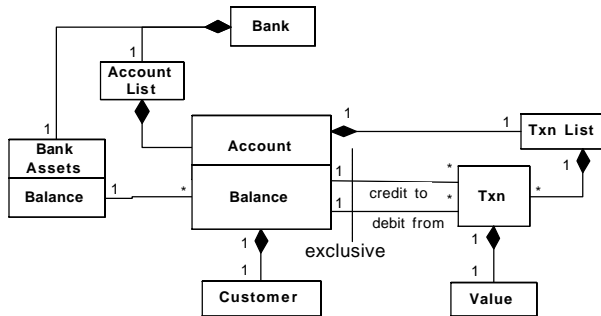 Bank
1
Account
List
1
Account
1
1
Txn List
1
Bank
Assets
Balance
1
*
Balance
1
*
credit to
1
*
debit from
Txn
*
exclusive
1
1
Customer
1
1
Value